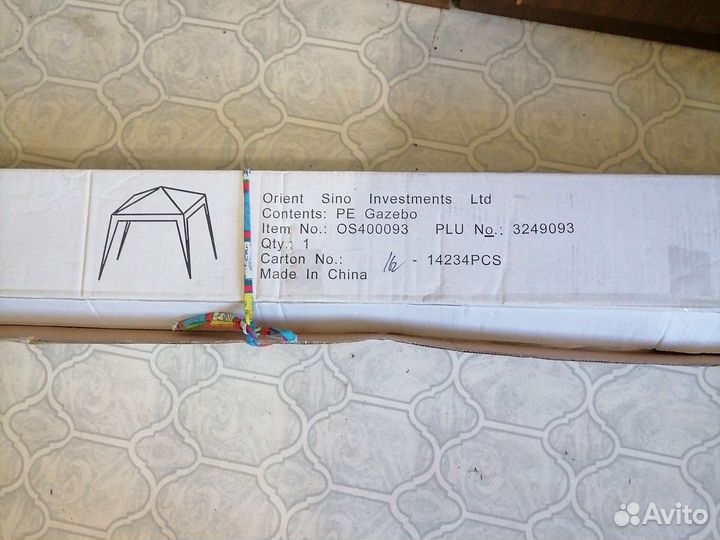 Orient Sino Investments Ltd
Contents: PE Gazebo
Item No.: OS400093 PLU No.: 3249093
Qty.: 1
Carton No.: 16 - 14234PCS
Made In China
Avito